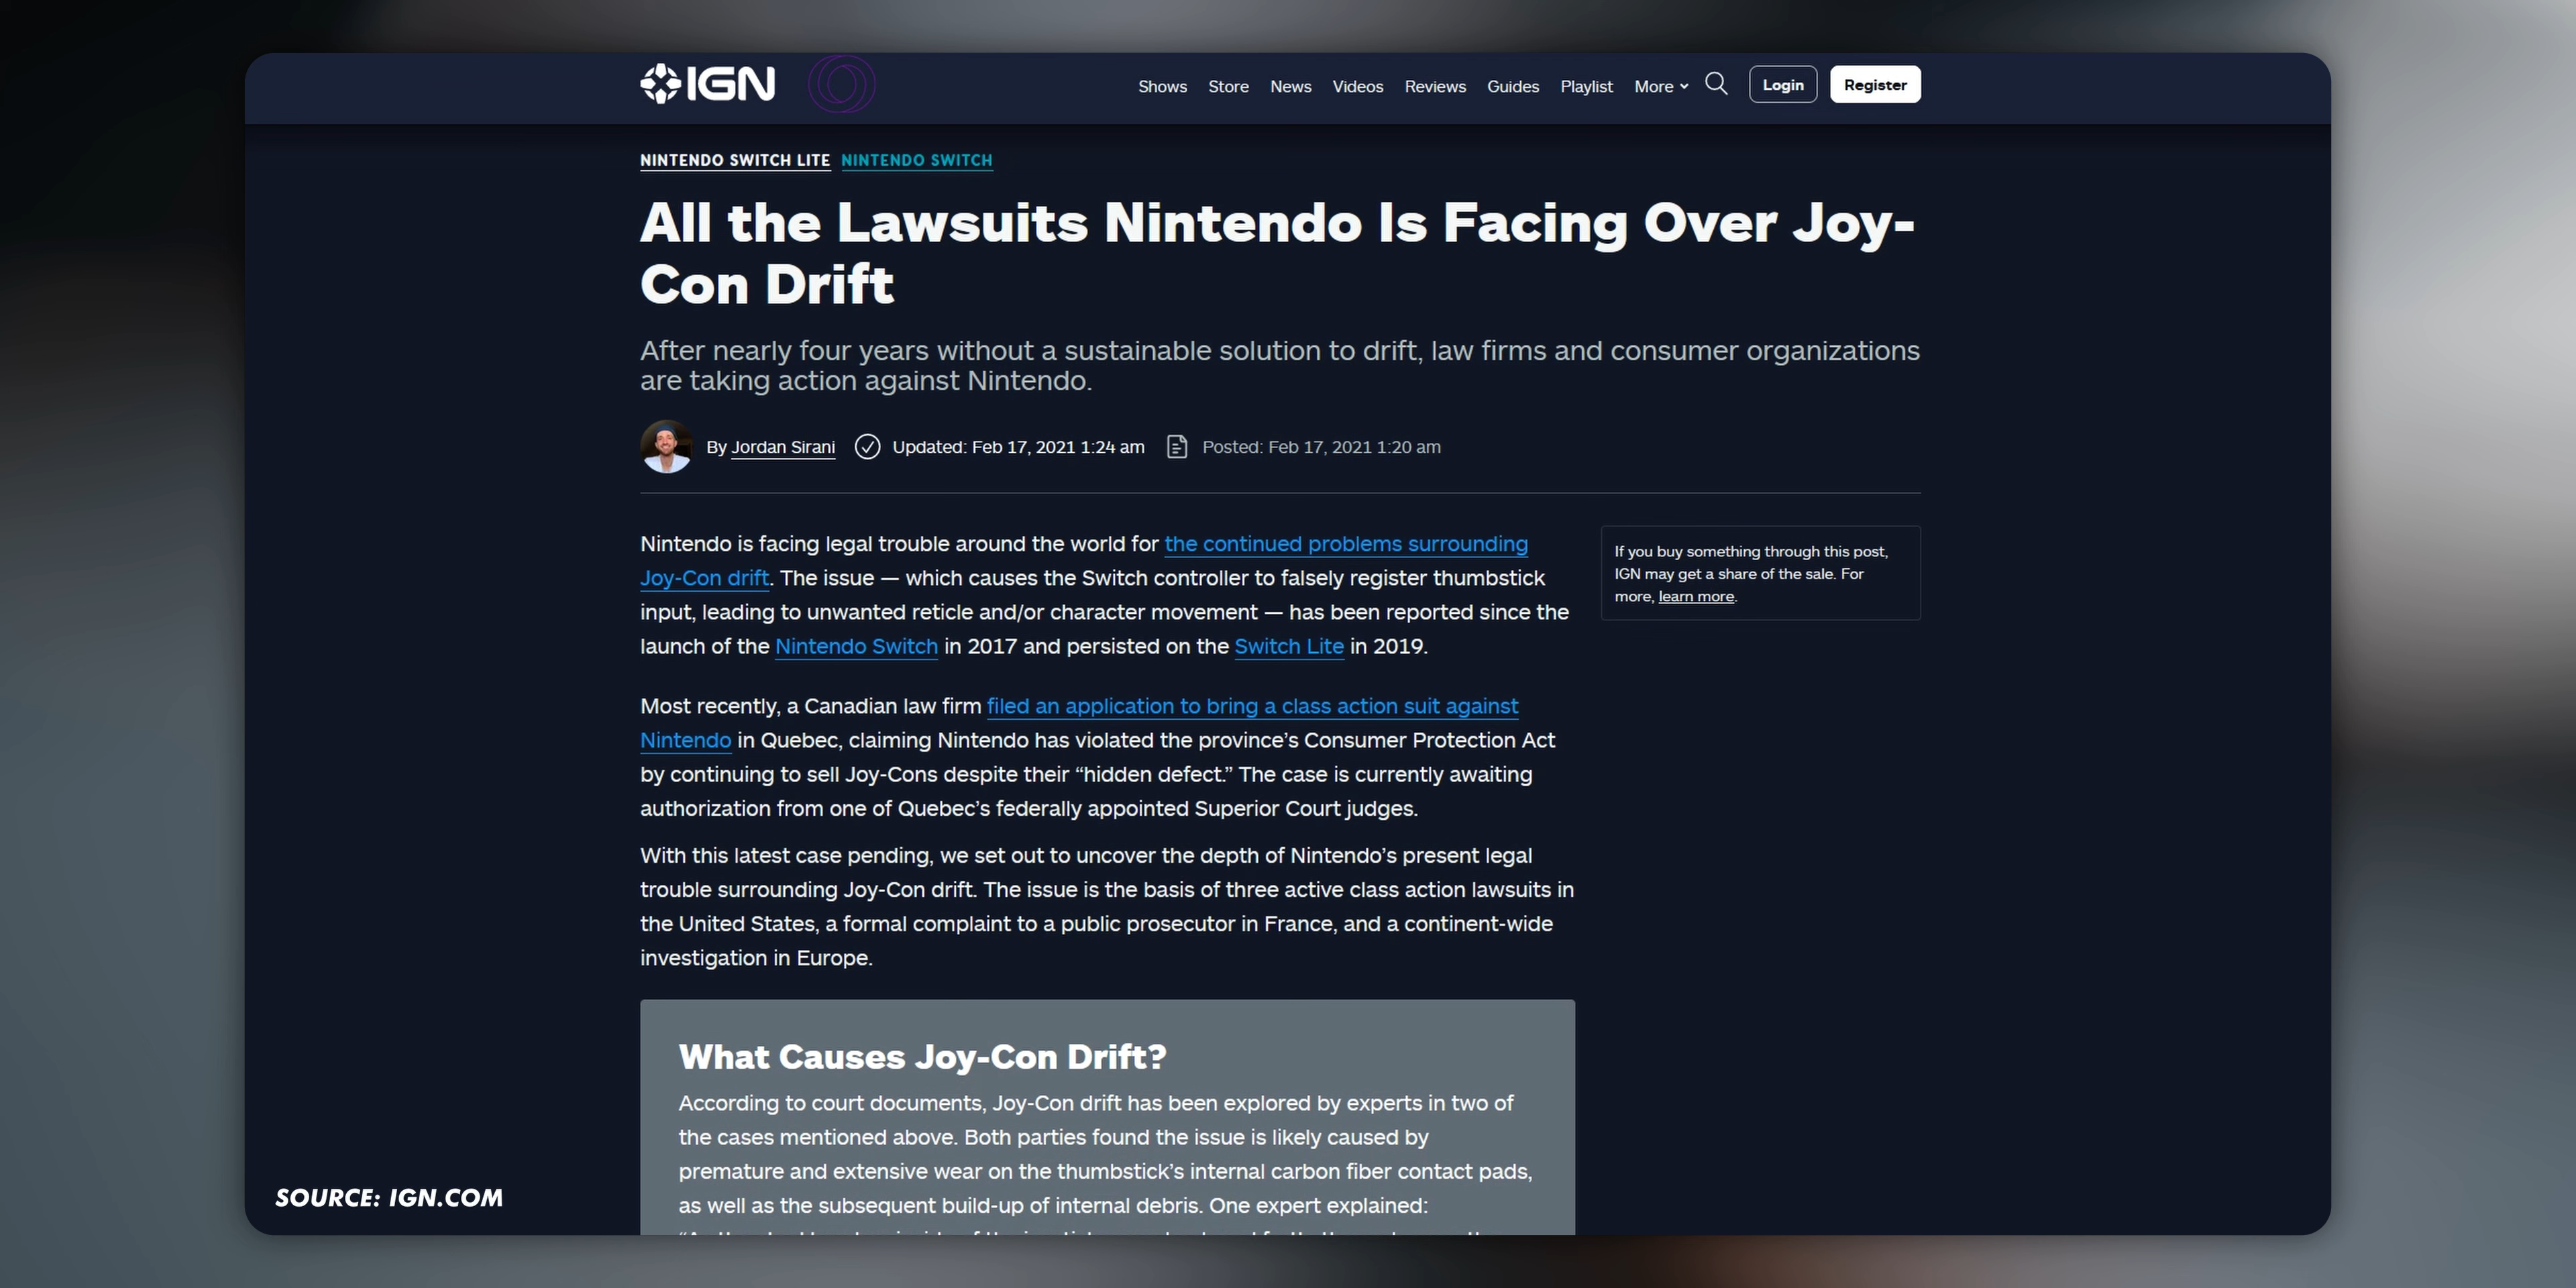 IGN
Shows Store News Videos Reviews Guides Playlist More Login Register
NINTENDO SWITCH LITE NINTENDO SWITCH
All the Lawsuits Nintendo Is Facing Over Joy-
Con Drift
After nearly four years without a sustainable solution to drift, law firms and consumer organizations
are taking action against Nintendo.
By Jordan Sirani Updated: Feb 17, 2021 1:24 am Posted: Feb 17, 2021 1:20 am
Nintendo is facing legal trouble around the world for the continued problems surrounding
Joy-Con drift. The issue — which causes the Switch controller to falsely register thumbstick
input, leading to unwanted reticle and/or character movement — has been reported since the
launch of the Nintendo Switch in 2017 and persisted on the Switch Lite in 2019.
If you buy something through this post,
IGN may get a share of the sale. For
more, learn more.
Most recently, a Canadian law firm filed an application to bring a class action suit against
Nintendo in Quebec, claiming Nintendo has violated the province’s Consumer Protection Act
by continuing to sell Joy-Cons despite their “hidden defect.” The case is currently awaiting
authorization from one of Quebec’s federally appointed Superior Court judges.
With this latest case pending, we set out to uncover the depth of Nintendo’s present legal
trouble surrounding Joy-Con drift. The issue is the basis of three active class action lawsuits in
the United States, a formal complaint to a public prosecutor in France, and a continent-wide
investigation in Europe.
What Causes Joy-Con Drift?
According to court documents, Joy-Con drift has been explored by experts in two of
the cases mentioned above. Both parties found the issue is likely caused by
premature and extensive wear on the thumbstick’s internal carbon fiber contact pads,
as well as the subsequent build-up of internal debris. One expert explained:
SOURCE: IGN.COM